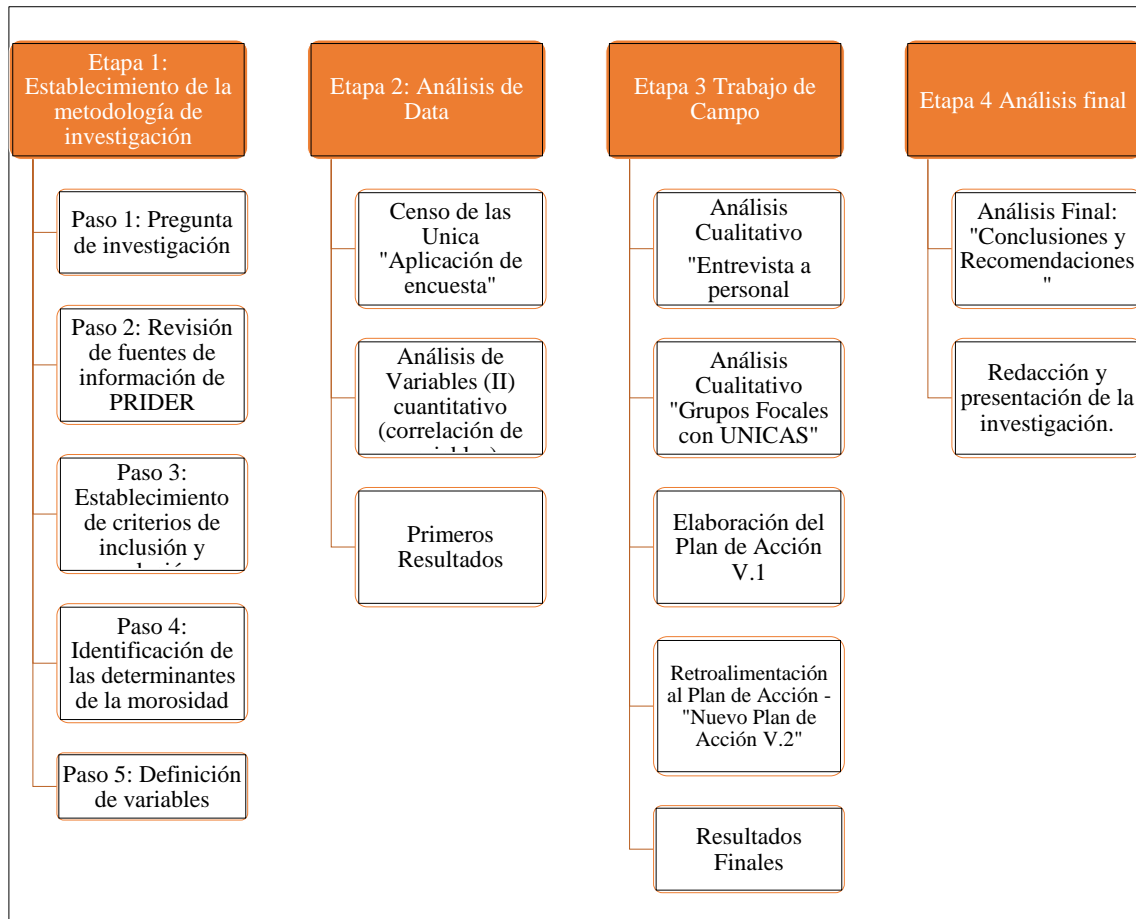 Etapa 1:
Establecimiento de la
metodología de
investigación
Paso 1: Pregunta
de investigación
Paso 2: Revisión
de fuentes de
información de
PRIDER
Paso 3:
Establecimiento
de criterios de
inclusión y
Paso 4:
Identificación de
las determinantes
de la morosidad
Paso 5: Definición
de variables
Etapa 2: Análisis de
Data
Censo de las
Unica
"Aplicación de
encuesta"
Análisis de
Variables (II)
cuantitativo
(correlación de
Primeros
Resultados
Etapa 3 Trabajo de
Campo
Análisis
Cualitativo
"Entrevista a
personal
Análisis
Cualitativo
"Grupos Focales
con UNICAS"
Elaboración del
Plan de Acción
V.1
Retroalimentación
al Plan de Acción -
"Nuevo Plan de
Acción V.2"
Resultados
Finales
Etapa 4 Análisis final
Análisis Final:
"Conclusiones y
Recomendaciones
"
Redacción y
presentación de la
investigación.